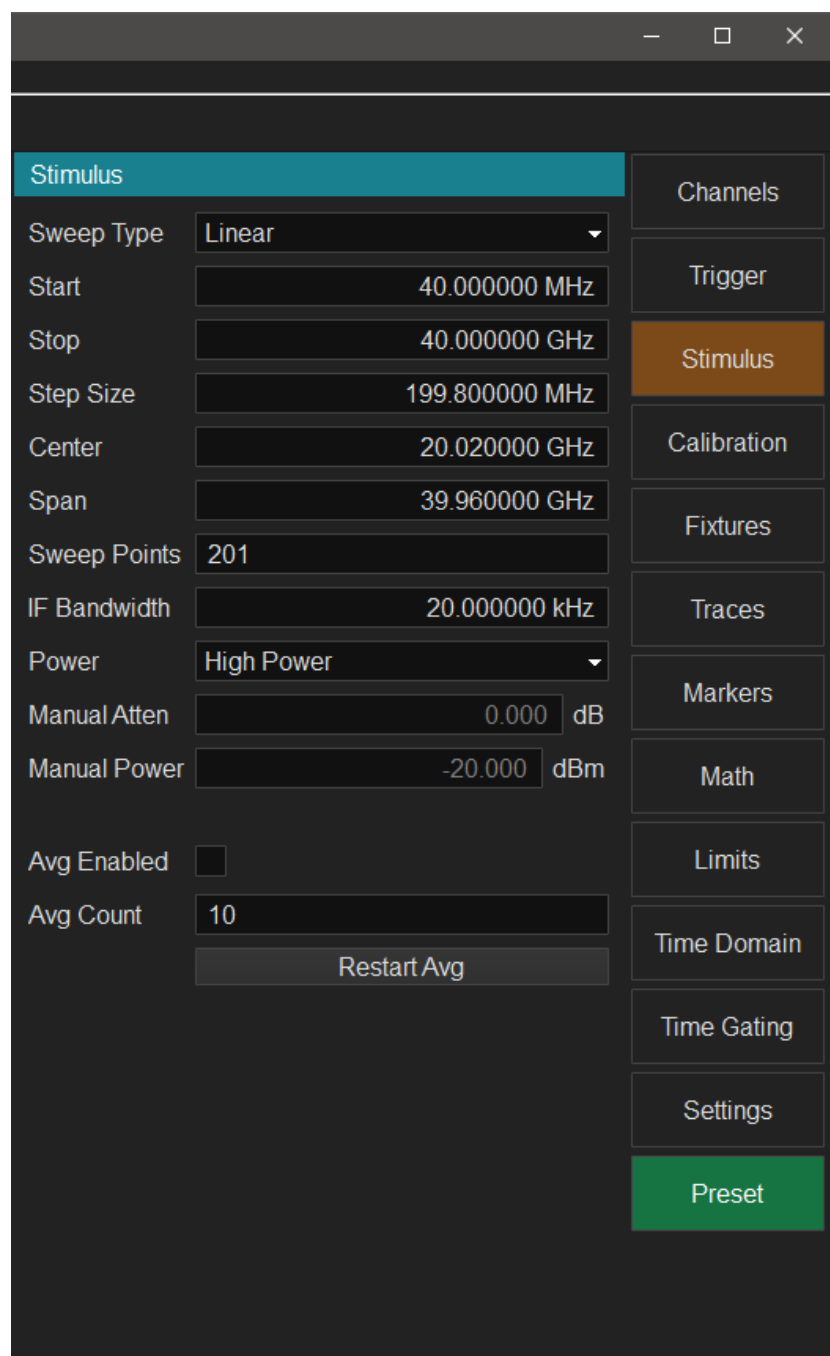 Stimulus
Sweep Type Linear
Start 40.000000 MHz
Stop 40.000000 GHz
Step Size 199.800000 MHz
Center 20.020000 GHz
Span 39.960000 GHz
Sweep Points 201
IF Bandwidth 20.000000 kHz
Power High Power
Manual Atten 0.000 dB
Manual Power -20.000 dBm
Avg Enabled
Avg Count 10
Restart Avg
Channels
Trigger
Stimulus
Calibration
Fixtures
Traces
Markers
Math
Limits
Time Domain
Time Gating
Settings
Preset